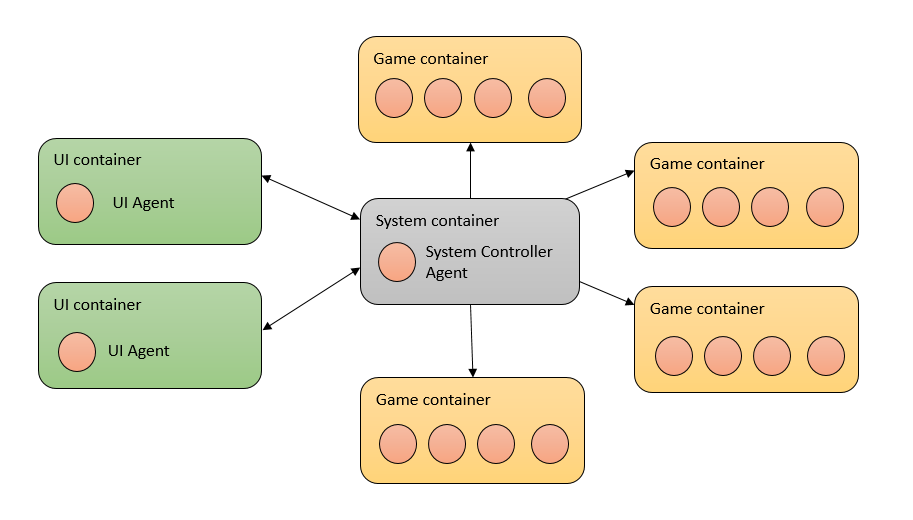 Game container
UI container
UI Agent
Game container
System container
System Controller
Agent
UI container
UI Agent
Game container
Game container